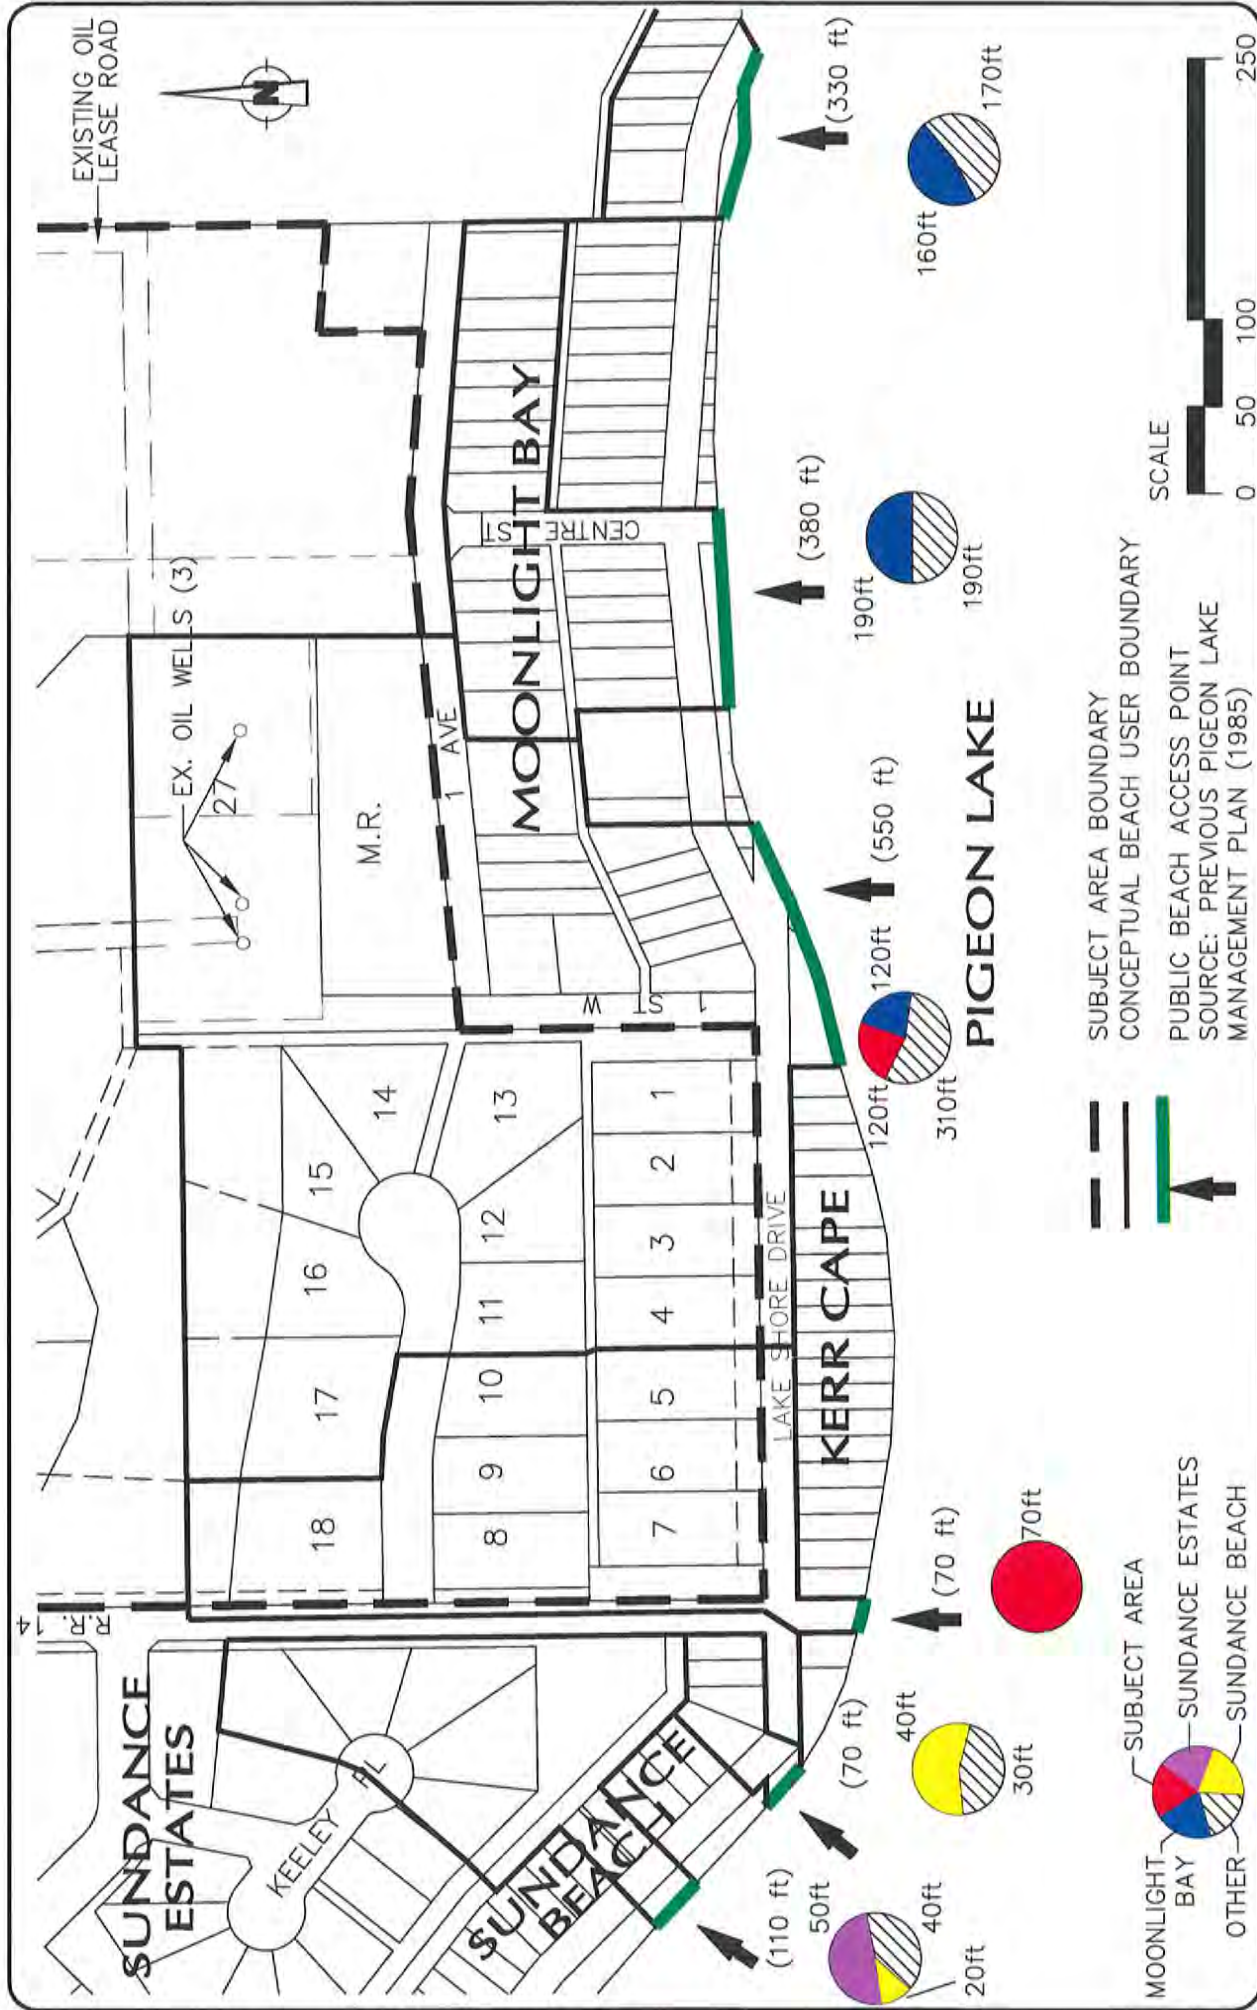 EXISTING OIL
LEASE ROAD
N
EX. OIL WELLS (3)
27
M.R.
1 AVE
MOONLIGHT BAY
CENTRE ST
1 ST W
R.R. 14
SUNDANCE
ESTATES
KEELEY PL
SUNDANCE
BEACH
18
17
16
15
14
13
12
11
10
9
8
7
6
5
4
3
2
1
LAKE SHORE DRIVE
KERR CAPE
PIGEON LAKE
(110 ft)
50ft
40ft
20ft
(70 ft)
40ft
30ft
(70 ft)
70ft
(550 ft)
120ft
120ft
310ft
(380 ft)
190ft
190ft
(330 ft)
160ft
170ft
SUBJECT AREA
MOONLIGHT
BAY
SUNDANCE ESTATES
OTHER
SUNDANCE BEACH
SUBJECT AREA BOUNDARY
CONCEPTUAL BEACH USER BOUNDARY
PUBLIC BEACH ACCESS POINT
SOURCE: PREVIOUS PIGEON LAKE
MANAGEMENT PLAN (1985)
SCALE
0 50 100 250